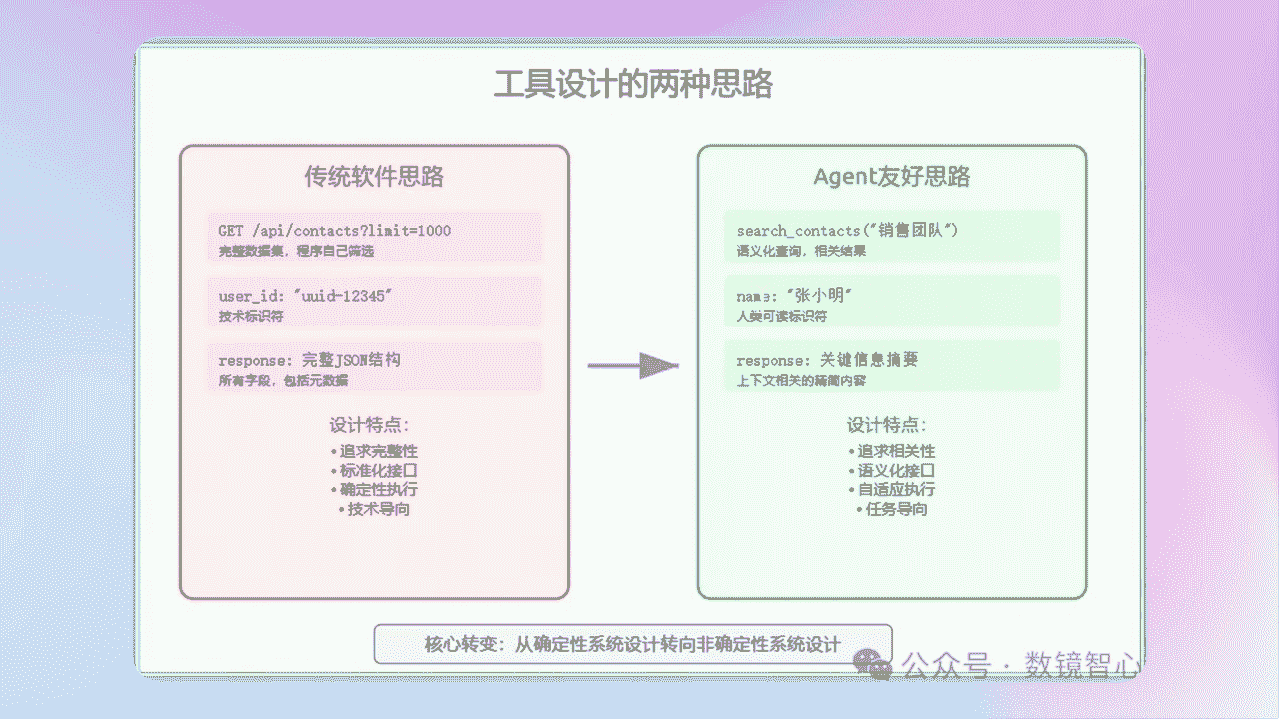 工具设计的两种思路
传统软件思路
GET /api/contacts?limit=1000
完整数据集，程序自己筛选
user_id: "uuid-12345"
技术标识符
response: 完整JSON结构
所有字段，包括元数据
设计特点：
• 追求完整性
• 标准化接口
• 确定性执行
• 技术导向
Agent友好思路
search_contacts("销售团队")
语义化查询，相关结果
name: "张小明"
人类可读标识符
response: 关键信息摘要
上下文相关的精简内容
设计特点：
• 追求相关性
• 语义化接口
• 自适应执行
• 任务导向
核心转变：从确定性系统设计转向非确定性系统设计
公众号 · 数镜智心